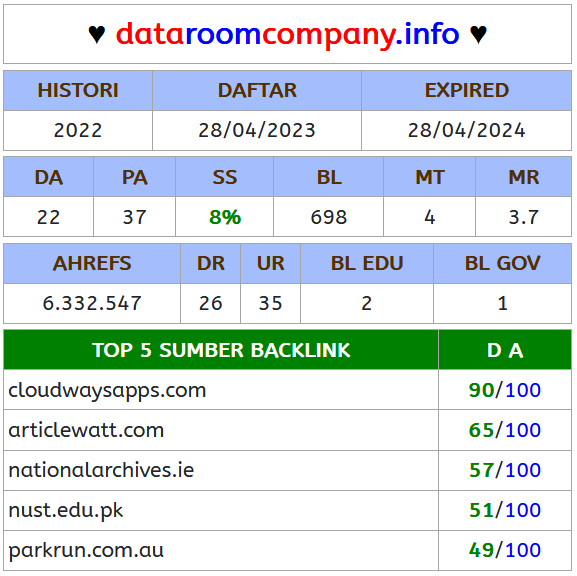 ♥ dataroomcompany.info ♥
HISTORI DAFTAR EXPIRED
2022 28/04/2023 28/04/2024
DA PA SS BL MT MR
22 37 8% 698 4 3.7
AHREFS DR UR BL EDU BL GOV
6.332.547 26 35 2 1
TOP 5 SUMBER BACKLINK D A
cloudwaysapps.com 90/100
articlewatt.com 65/100
nationalarchives.ie 57/100
nust.edu.pk 51/100
parkrun.com.au 49/100